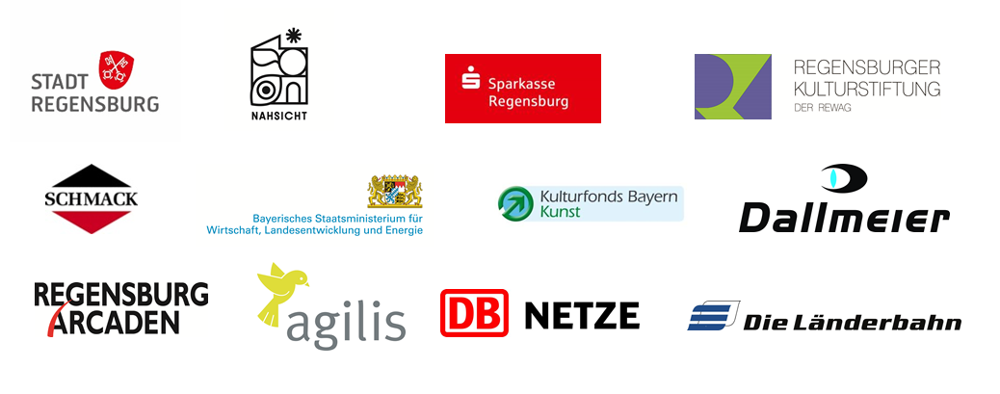 STADT
REGENSBURG
NAHSICHT
Sparkasse
Regensburg
REGENSBURGER
KULTURSTIFTUNG
DER REWAG
SCHMACK
Bayerisches Staatsministerium für
Wirtschaft, Landesentwicklung und Energie
Kulturfonds Bayern
Kunst
Dallmeier
REGENSBURG
ARCADEN
agilis
DB NETZE
Die Länderbahn